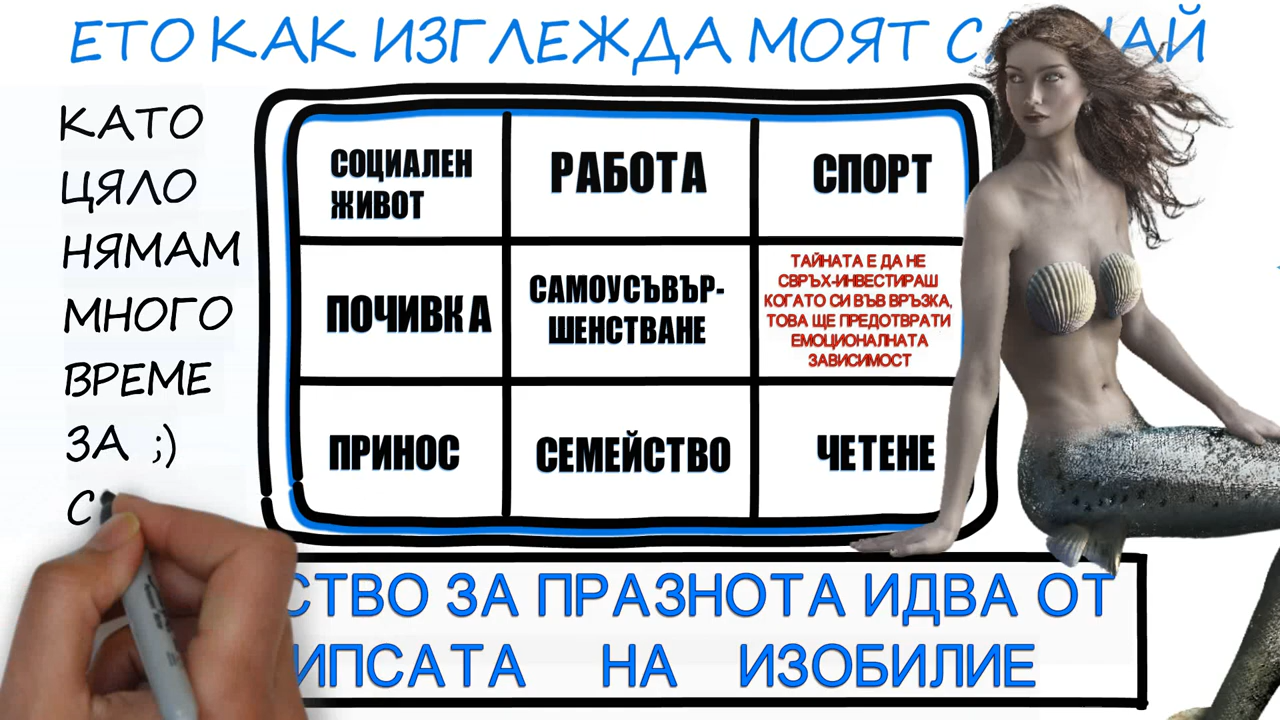 ЕТО КАК ИЗГЛЕЖДА МОЯТ
КАТО
ЦЯЛО
НЯМАМ
МНОГО
ВРЕМЕ
ЗА ;)
С
СОЦИАЛЕН
ЖИВОТ
РАБОТА
СПОРТ
ПОЧИВКА
САМОУСЪВЪР-
ШЕНСТВАНЕ
ТАЙНАТА Е ДА НЕ
СВРЪХ-ИНВЕСТИРАШ
КОГАТО СИ ВЪВ ВРЪЗКА,
ТОВА ЩЕ ПРЕДОТВРАТИ
ЕМОЦИОНАЛНАТА
ЗАВИСИМОСТ
ПРИНОС
СЕМЕЙСТВО
ЧЕТЕНЕ
СТВО ЗА ПРАЗНОТА ИДВА ОТ
ИПСАТА НА ИЗОБИЛИЕ